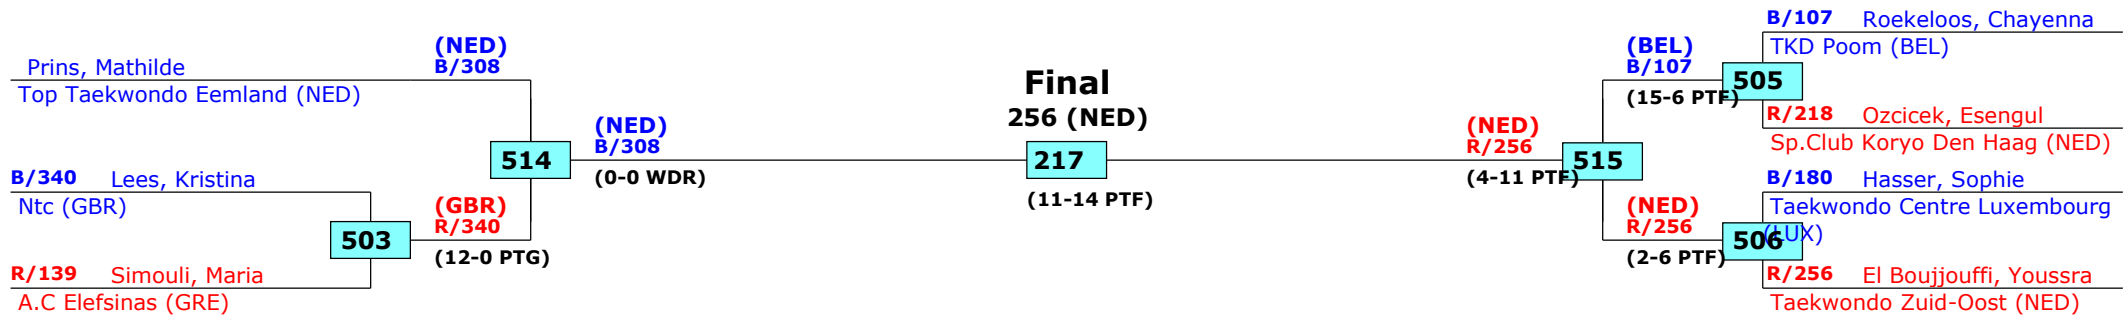 Prins, Mathilde
Top Taekwondo Eemland (NED)
B/340 Lees, Kristina
Ntc (GBR)
503
R/139 Simouli, Maria
A.C Elefsinas (GRE)
(NED)
B/308
514
(GBR)
R/340
(12-0 PTG)
(NED)
B/308
(0-0 WDR)
Final
256 (NED)
217
(11-14 PTF)
(NED)
R/256
(4-11 PTF)
515
(BEL)
B/107
(15-6 PTF)
505
(NED)
R/256
(2-6 PTF)
506
B/107 Roekeloos, Chayenna
TKD Poom (BEL)
R/218 Ozcicek, Esengul
Sp.Club Koryo Den Haag (NED)
B/180 Hasser, Sophie
Taekwondo Centre Luxembourg
(LUX)
R/256 El Boujjouffi, Youssra
Taekwondo Zuid-Oost (NED)